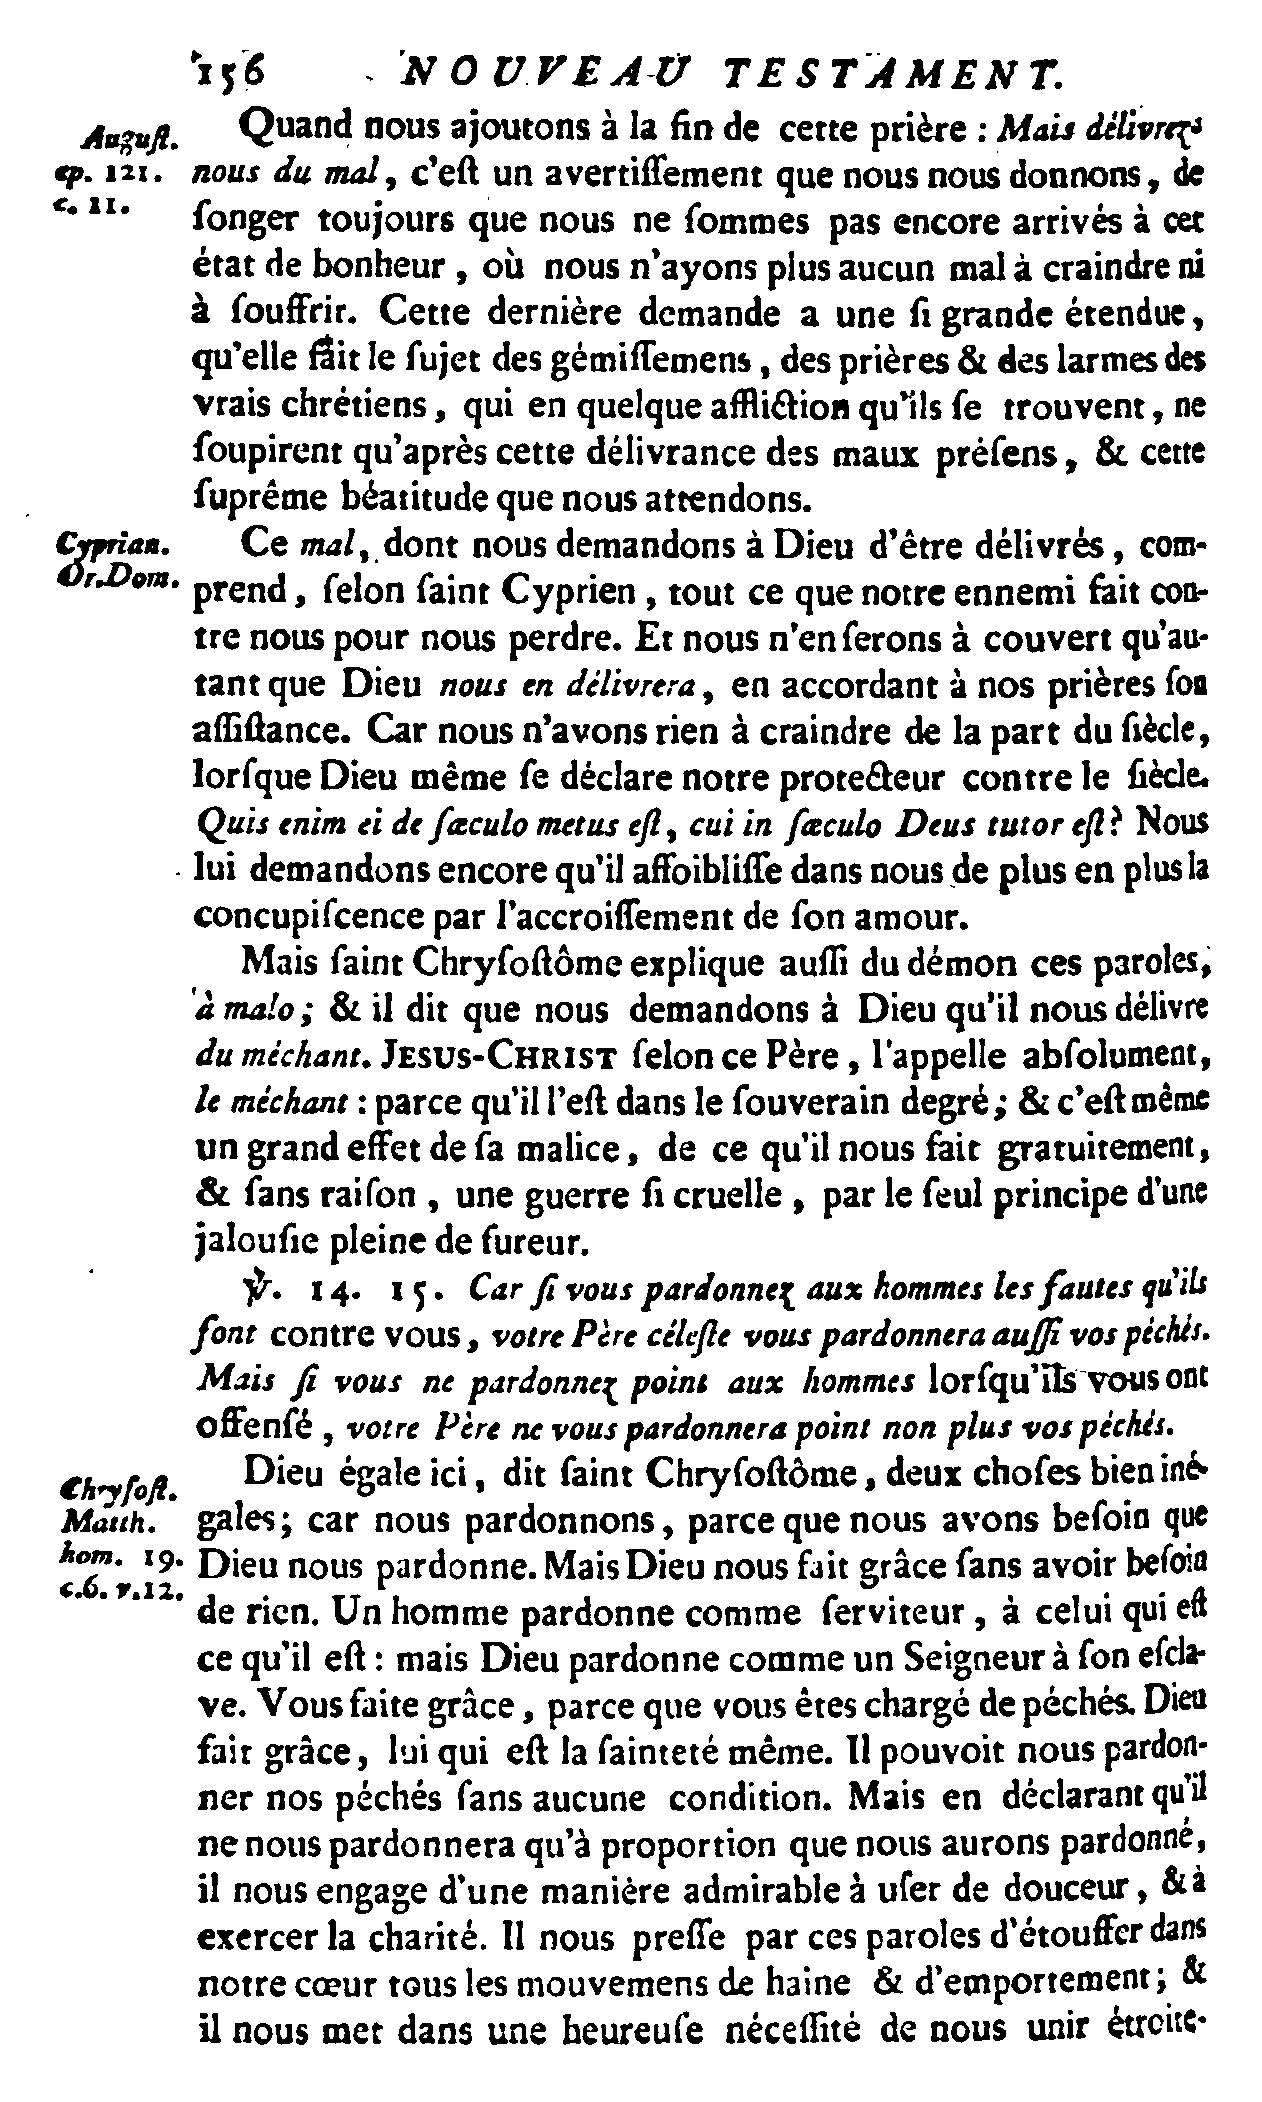 156 NOUVEAU TESTAMENT.
August. ep. 121. c. 11.
Quand nous ajoutons à la fin de cette prière : Mais délivrez-
nous du mal, c'eſt un avertiſſement que nous nous donnons, de
ſonger toujours que nous ne ſommes pas encore arrivés à cet
état de bonheur, où nous n'ayons plus aucun mal à craindre ni
à ſouffrir. Cette dernière demande a une ſi grande étendue,
qu'elle fait le ſujet des gémiſſemens, des prières & des larmes des
vrais chrétiens, qui en quelque affliction qu'ils ſe trouvent, ne
ſoupirent qu'après cette délivrance des maux préſens, & cette
ſuprême béatitude que nous attendons.
Cyprian. Or. Dom.
Ce mal, dont nous demandons à Dieu d'être délivrés, com-
prend, ſelon ſaint Cyprien, tout ce que notre ennemi fait con-
tre nous pour nous perdre. Et nous n'en ſerons à couvert qu'au-
tant que Dieu nous en délivrera, en accordant à nos prières ſon
aſſiſtance. Car nous n'avons rien à craindre de la part du ſiècle,
lorſque Dieu même ſe déclare notre protecteur contre le ſiècle.
Quis enim ei de ſæculo metus eſt, cui in ſæculo Deus tutor eſt? Nous
lui demandons encore qu'il affoibliſſe dans nous de plus en plus la
concupiſcence par l'accroiſſement de ſon amour.
Mais ſaint Chryſoſtôme explique auſſi du démon ces paroles,
à malo; & il dit que nous demandons à Dieu qu'il nous délivre
du méchant. JESUS-CHRIST ſelon ce Père, l'appelle abſolument,
le méchant : parce qu'il l'eſt dans le ſouverain degré; & c'eſt même
un grand effet de ſa malice, de ce qu'il nous fait gratuitement,
& ſans raiſon, une guerre ſi cruelle, par le ſeul principe d'une
jalouſie pleine de fureur.
℣. 14. 15. Car ſi vous pardonnez aux hommes les fautes qu'ils
font contre vous, votre Père céleſte vous pardonnera auſſi vos péchés.
Mais ſi vous ne pardonnez point aux hommes lorſqu'ils vous ont
offenſé, votre Père ne vous pardonnera point non plus vos péchés.
Chryſoſt. Matth. hom. 19. c. 6. v. 12.
Dieu égale ici, dit ſaint Chryſoſtôme, deux choſes bien iné-
gales; car nous pardonnons, parce que nous avons beſoin que
Dieu nous pardonne. Mais Dieu nous fait grâce ſans avoir beſoin
de rien. Un homme pardonne comme ſerviteur, à celui qui eſt
ce qu'il eſt : mais Dieu pardonne comme un Seigneur à ſon eſcla-
ve. Vous faite grâce, parce que vous êtes chargé de péchés. Dieu
fait grâce, lui qui eſt la ſainteté même. Il pouvoit nous pardon-
ner nos péchés ſans aucune condition. Mais en déclarant qu'il
ne nous pardonnera qu'à proportion que nous aurons pardonné,
il nous engage d'une manière admirable à uſer de douceur, & à
exercer la charité. Il nous preſſe par ces paroles d'étouffer dans
notre cœur tous les mouvemens de haine & d'emportement; &
il nous met dans une heureuſe néceſſité de nous unir étroite-